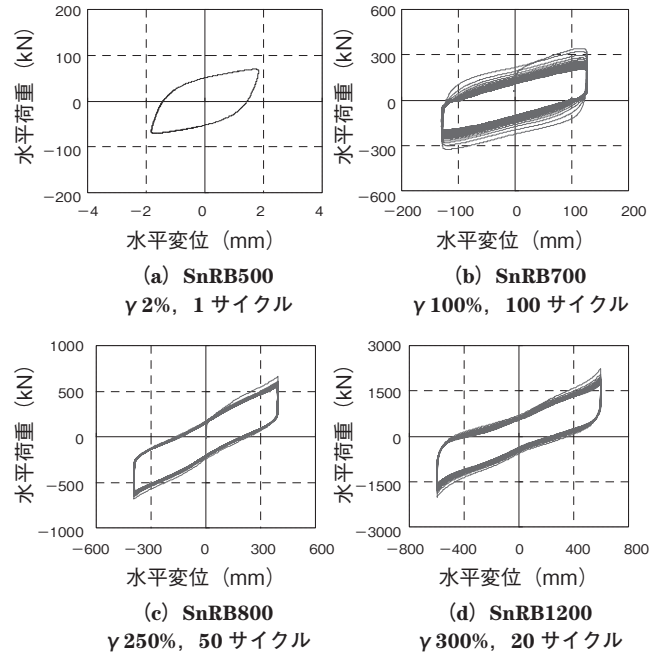 200
100
0
−100
−200
−4
−2
0
2
4
水平荷重（kN）
水平変位（mm）
(a) SnRB500
γ 2%，1 サイクル
600
300
0
−300
−600
−200
−100
0
100
200
水平荷重（kN）
水平変位（mm）
(b) SnRB700
γ 100%，100 サイクル
1000
500
0
−500
−1000
−600
−300
0
300
600
水平荷重（kN）
水平変位（mm）
(c) SnRB800
γ 250%，50 サイクル
3000
1500
0
−1500
−3000
−800
−400
0
400
800
水平荷重（kN）
水平変位（mm）
(d) SnRB1200
γ 300%，20 サイクル